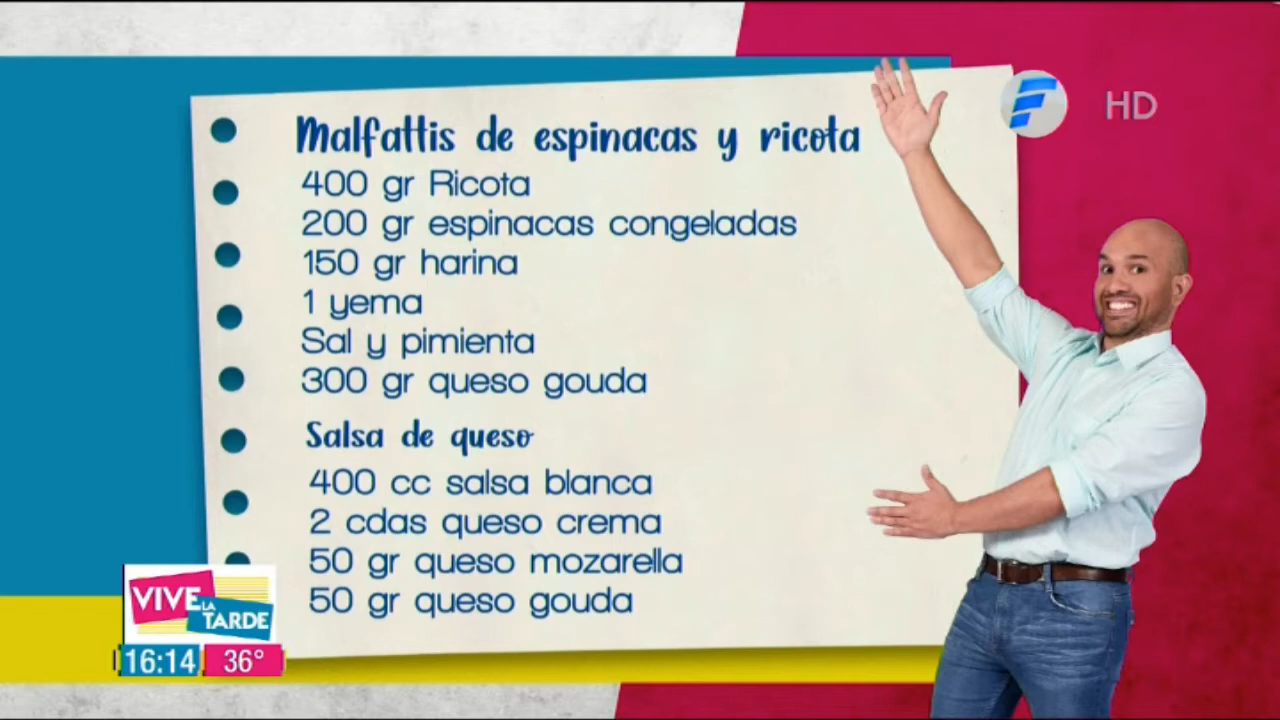 Malfattis de espinacas y ricota
400 gr Ricota
200 gr espinacas congeladas
150 gr harina
1 yema
Sal y pimienta
300 gr queso gouda
Salsa de queso
400 cc salsa blanca
2 cdas queso crema
50 gr queso mozarella
50 gr queso gouda
HD
VIVE LA TARDE
16:14 36°